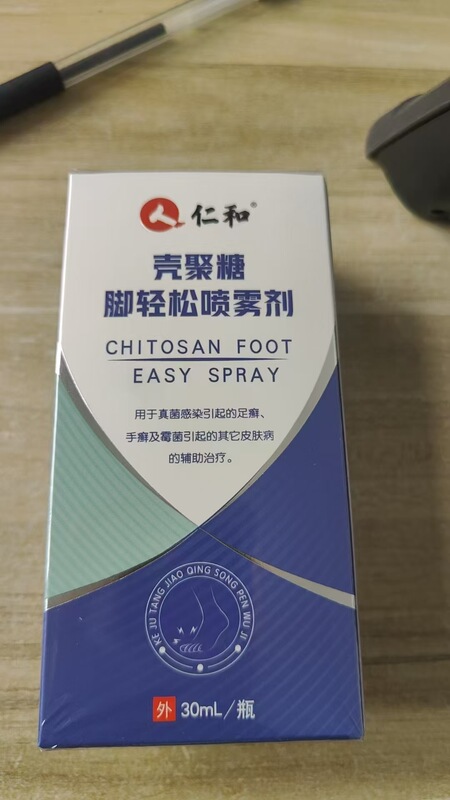 仁和®
壳聚糖
脚轻松喷雾剂
CHITOSAN FOOT
EASY SPRAY
用于真菌感染引起的足癣、
手癣及霉菌引起的其它皮肤病
的辅助治疗。
KE JU TANG JIAO QING SONG PEN WU JI
外 30mL/瓶